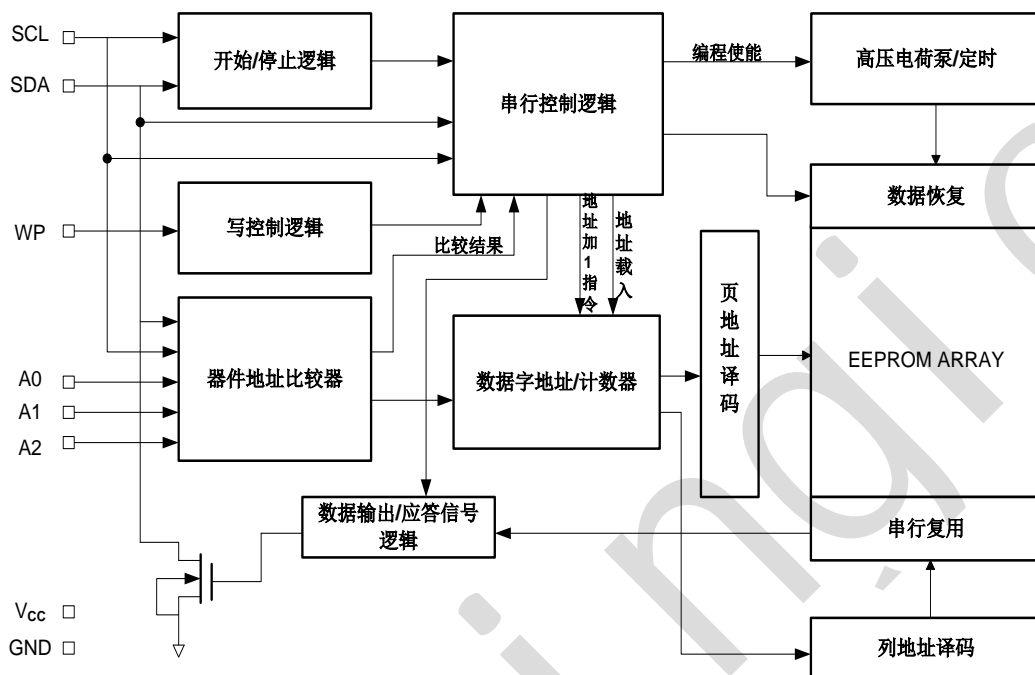 SCL
开始/停止逻辑
串行控制逻辑
编程使能
高压电荷泵/定时
SDA
数据恢复
WP
写控制逻辑
比较结果
地址加1指令
地址载入
页地址译码
EEPROM ARRAY
器件地址比较器
数据字地址/计数器
A0
A1
A2
数据输出/应答信号
逻辑
串行复用
Vcc
GND
列地址译码